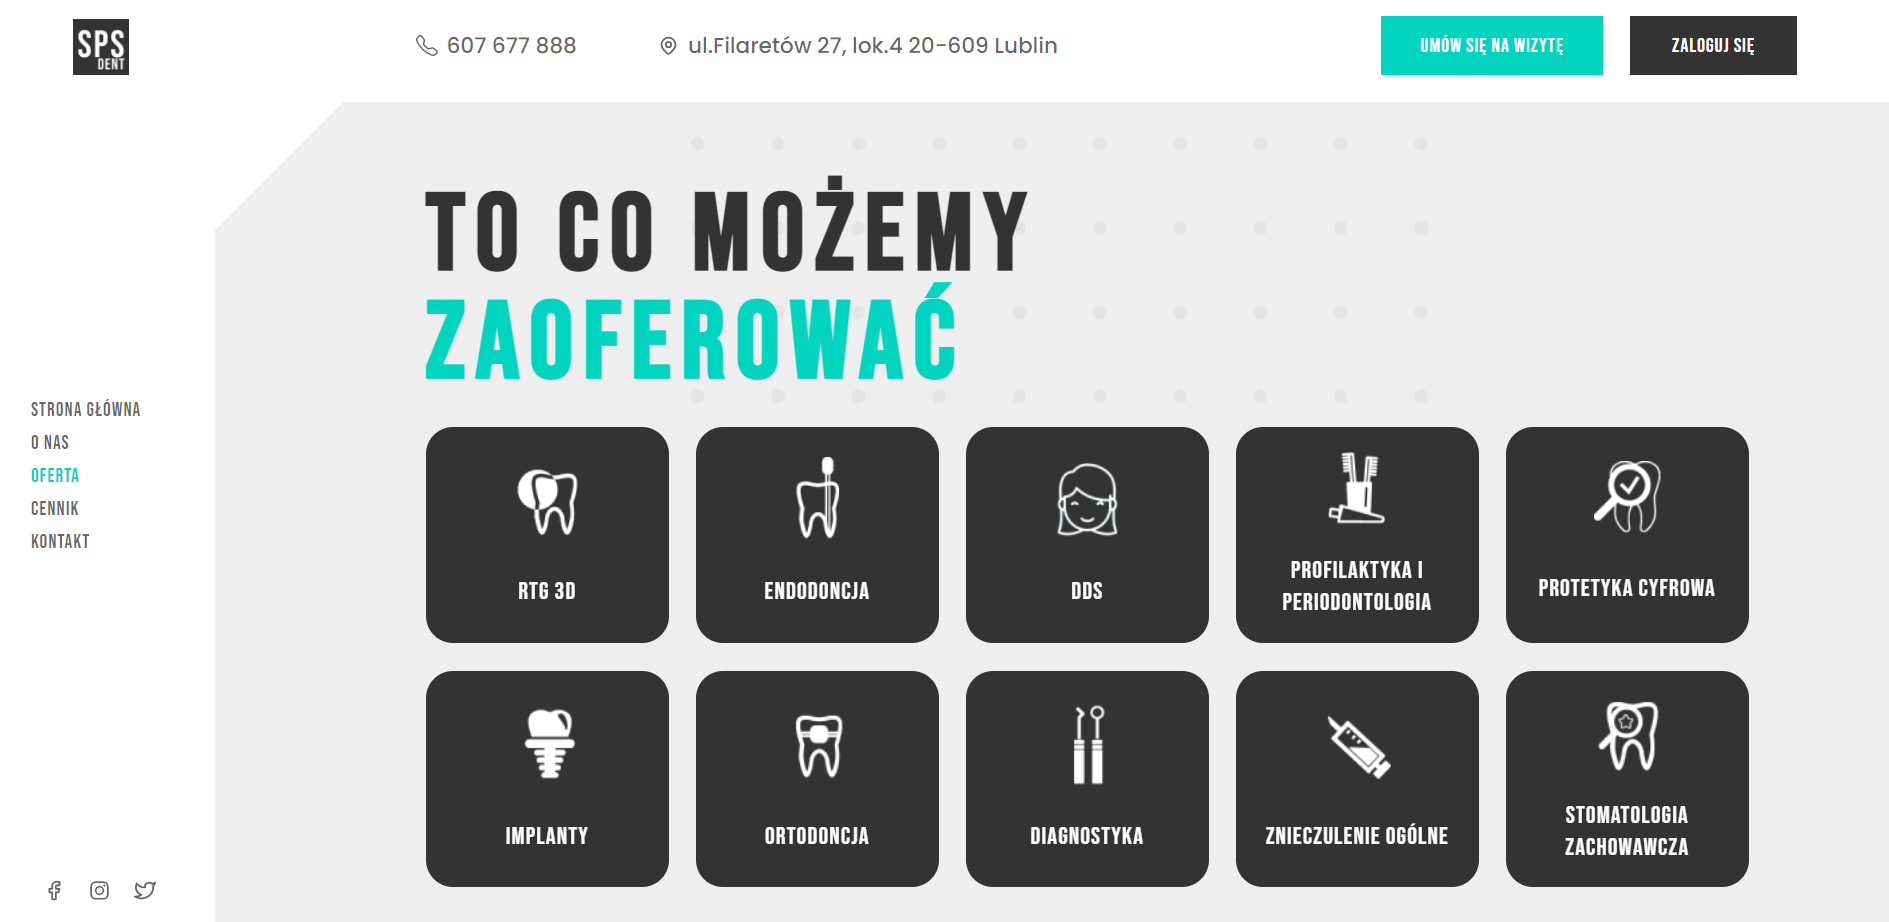 SPS
DENT
607 677 888
ul.Filaretów 27, lok.4 20-609 Lublin
UMÓW SIĘ NA WIZYTĘ
ZALOGUJ SIĘ
TO CO MOŻEMY
ZAOFEROWAĆ
STRONA GŁÓWNA
O NAS
OFERTA
CENNIK
KONTAKT
RTG 3D
ENDODONCJA
DDS
PROFILAKTYKA I
PERIODONTOLOGIA
PROTETYKA CYFROWA
IMPLANTY
ORTODONCJA
DIAGNOSTYKA
ZNIECZULENIE OGÓLNE
STOMATOLOGIA
ZACHOWAWCZA